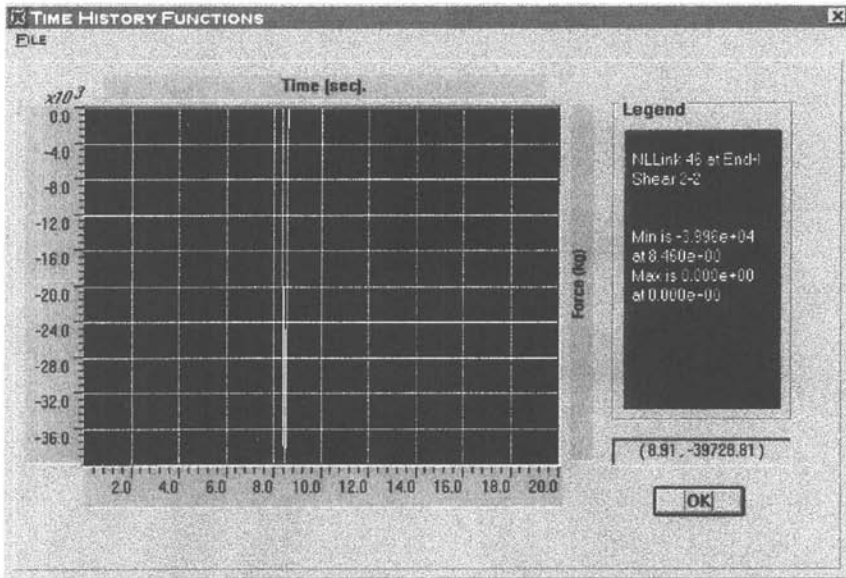 TIME HISTORY FUNCTIONS
FILE
Time (sec).
x10 3
0.0
-4.0
-8.0
-12.0
-16.0
-20.0
-24.0
-28.0
-32.0
-36.0
2.0 4.0 6.0 8.0 10.0 12.0 14.0 16.0 18.0 20.0
Force (kg)
Legend
NLLink 46 at End-I
Shear 2-2
Min is
at 8.460e+00
Max is 0.000e+00
at 0.000e+00
(8.91 , -39728.81 )
OK